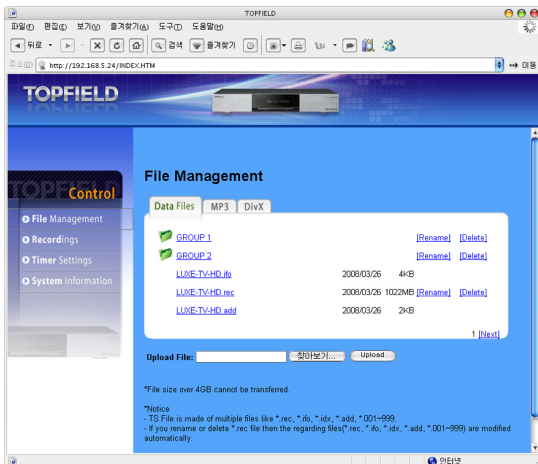 TOPFIELD
파일(F) 편집(E) 보기(V) 즐겨찾기(A) 도구(T) 도움말(H)
뒤로 검색 즐겨찾기
주소(D) http://192.168.5.24/INDEX.HTM 이동
TOPFIELD
TOPFIELD
Control
File Management
Recordings
Timer Settings
System Information
File Management
Data Files MP3 DivX
GROUP 1 [Rename] [Delete]
GROUP 2 [Rename] [Delete]
LUXE-TV-HD.ifo 2008/03/26 4KB
LUXE-TV-HD.rec 2008/03/26 1022MB [Rename] [Delete]
LUXE-TV-HD.add 2008/03/26 2KB
1 [Next]
Upload File: 찾아보기... Upload
*File size over 4GB cannot be transferred.
*Notice
- TS File is made of multiple files like *.rec, *.ifo, *.idx, *.add, *.001~999.
- If you rename or delete *.rec file then the regarding files(*.rec, *.ifo, *.idx, *.add, *.001~999) are modified
automatically.
인터넷